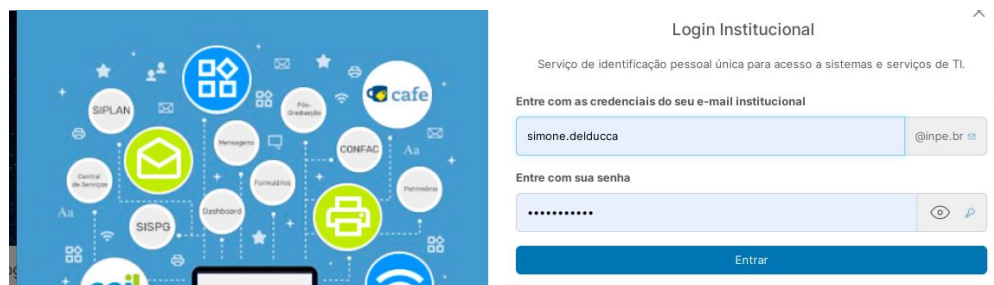 SIPLAN
cafe
Pós-
Graduação
Mensageria
CONFAC
Aa
Central
de Serviços
Formulários
Patrimônio
Aa
Dashboard
SISPG
Login Institucional
Serviço de identificação pessoal única para acesso a sistemas e serviços de TI.
Entre com as credenciais do seu e-mail institucional
simone.delducca
@inpe.br
Entre com sua senha
•••••••••••
Entrar